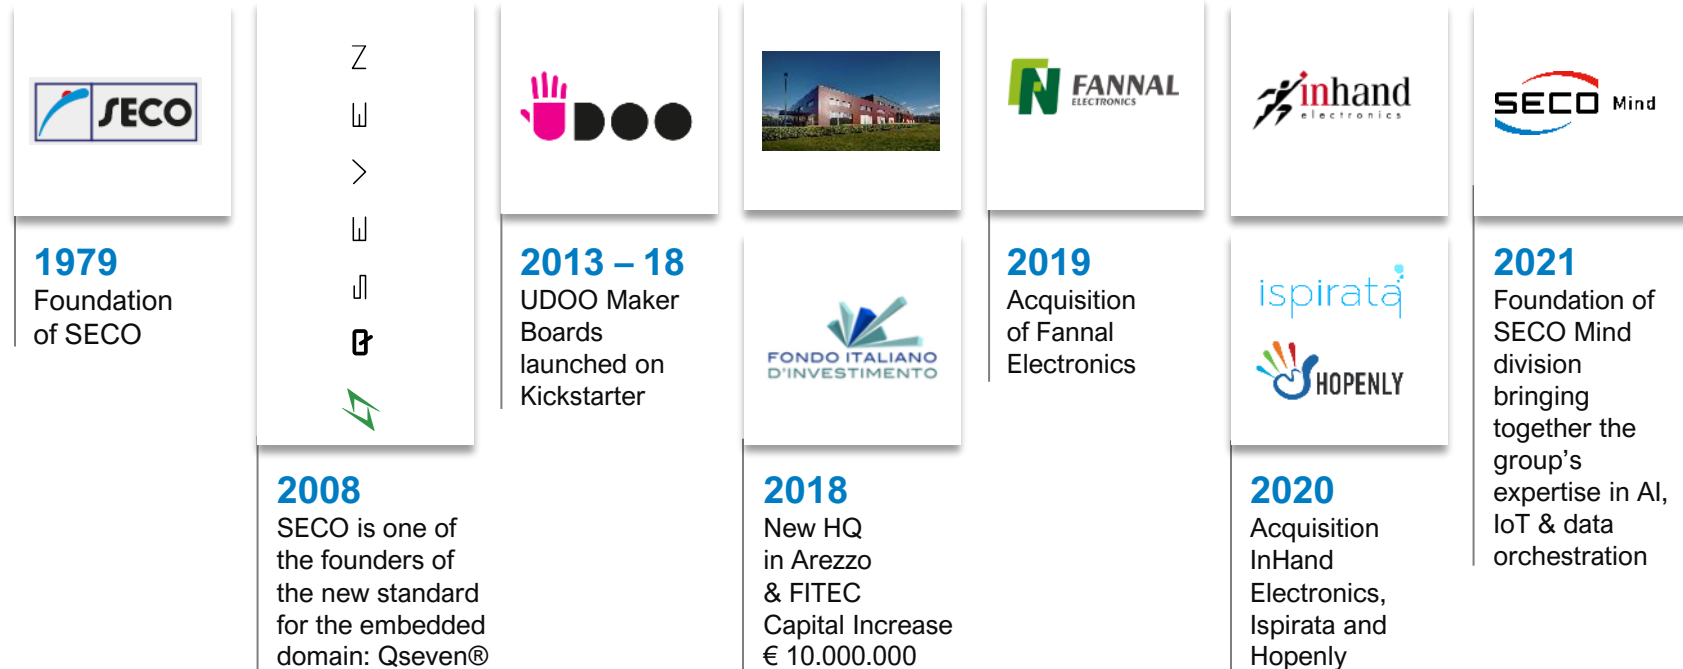 SECO
1979
Foundation
of SECO
QSEVEN
2008
SECO is one of
the founders of
the new standard
for the embedded
domain: Qseven®
UDOO
2013 – 18
UDOO Maker
Boards
launched on
Kickstarter
FONDO ITALIANO
D'INVESTIMENTO
2018
New HQ
in Arezzo
& FITEC
Capital Increase
€ 10.000.000
FANNAL
ELECTRONICS
2019
Acquisition
of Fannal
Electronics
inhand
electronics
ispirata
HOPENLY
2020
Acquisition
InHand
Electronics,
Ispirata and
Hopenly
SECO Mind
2021
Foundation of
SECO Mind
division
bringing
together the
group’s
expertise in AI,
IoT & data
orchestration